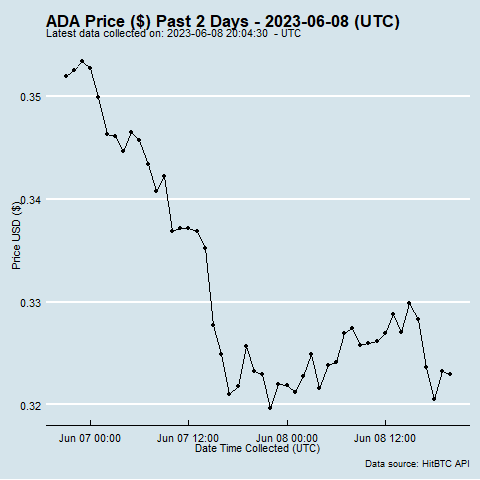 ADA Price ($) Past 2 Days - 2023-06-08 (UTC)
Latest data collected on: 2023-06-08 20:04:30  - UTC
0.35
0.34
0.33
0.32
Price USD ($)
Jun 07 00:00 Jun 07 12:00 Jun 08 00:00 Jun 08 12:00
Date Time Collected (UTC)
Data source: HitBTC API